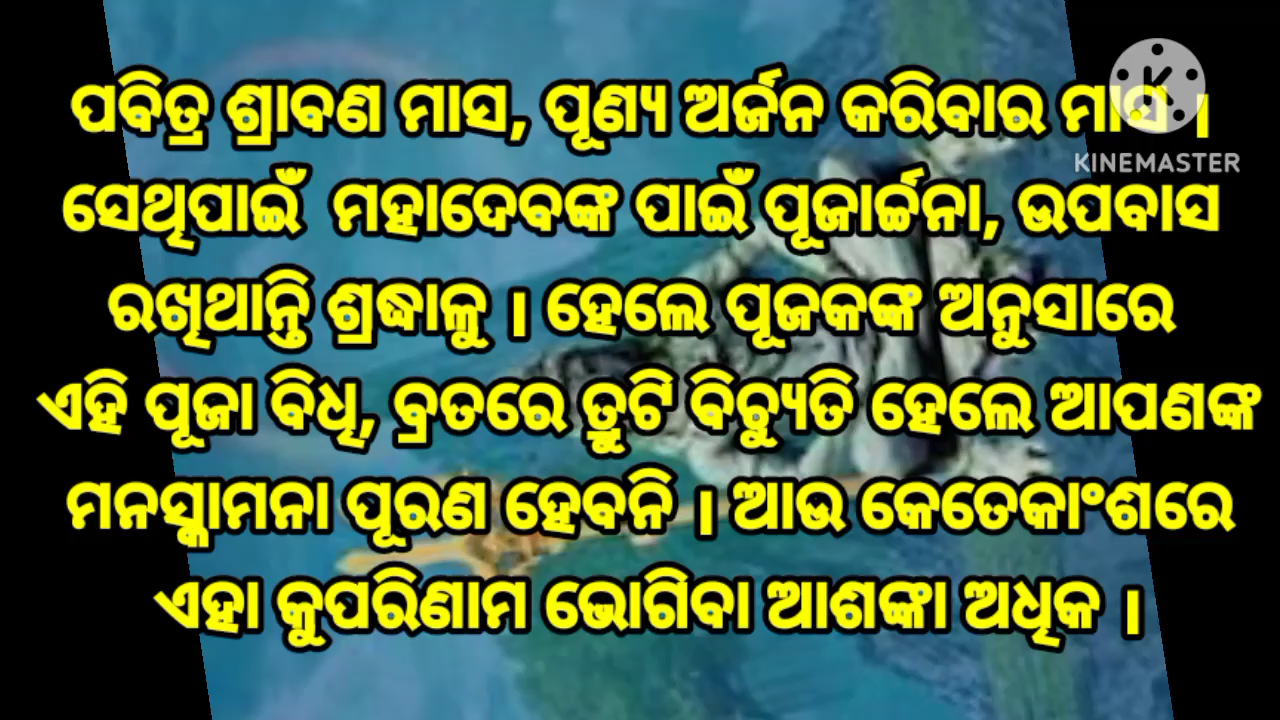 ପବିତ୍ର ଶ୍ରାବଣ ମାସ, ପୂଣ୍ୟ ଅର୍ଜନ କରିବାର ମାସ ।
KINEMASTER
ସେଥିପାଇଁ ମହାଦେବଙ୍କ ପାଇଁ ପୂଜାର୍ଚ୍ଚନା, ଉପବାସ
ରଖିଥାନ୍ତି ଶ୍ରଦ୍ଧାଳୁ । ହେଲେ ପୂଜକଙ୍କ ଅନୁସାରେ
ଏହି ପୂଜା ବିଧି, ବ୍ରତରେ ତ୍ରୁଟି ବିଚ୍ୟୁତି ହେଲେ ଆପଣଙ୍କ
ମନସ୍କାମନା ପୂରଣ ହେବନି । ଆଉ କେତେକାଂଶରେ
ଏହା କୁପରିଣାମ ଭୋଗିବା ଆଶଙ୍କା ଅଧିକ ।